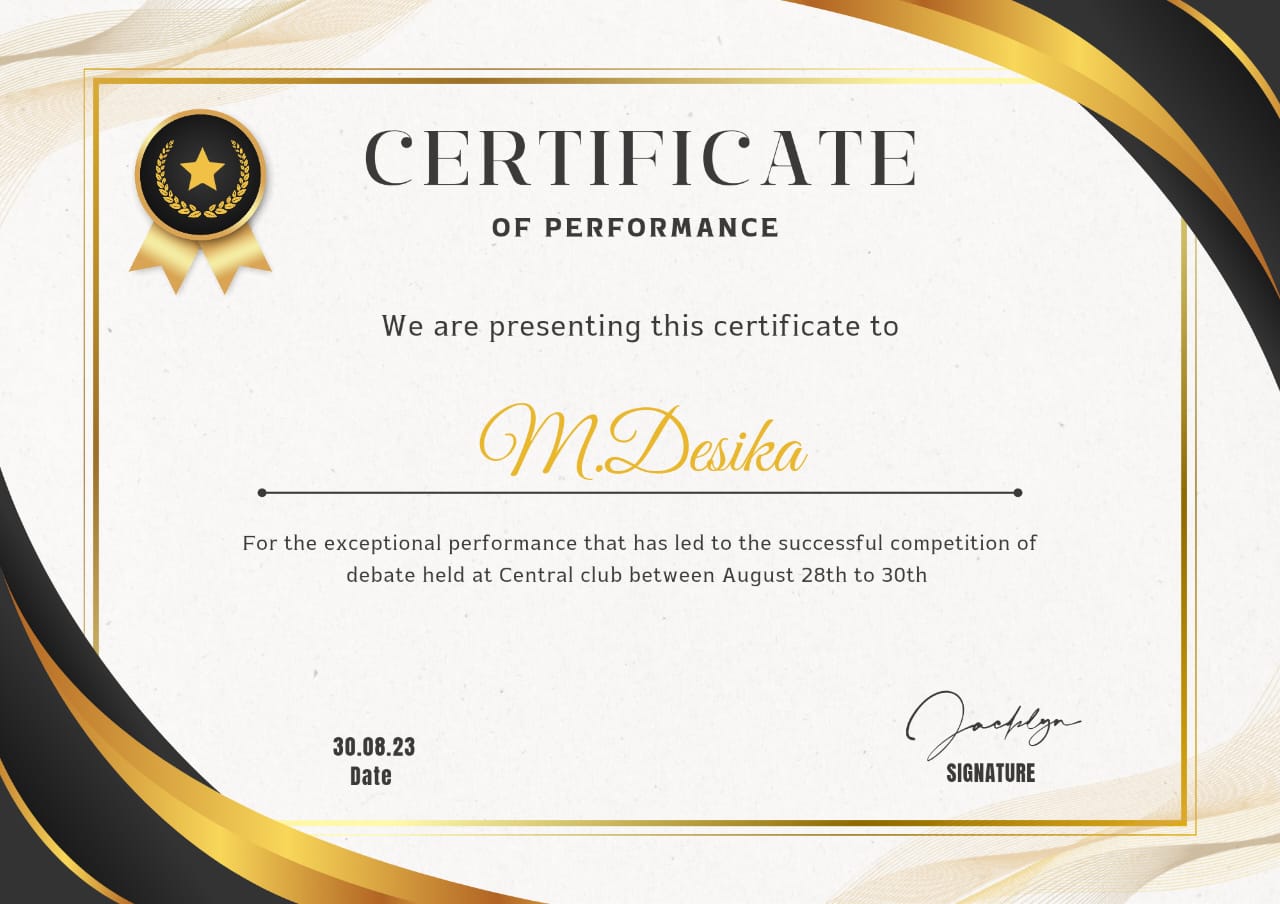 CERTIFICATE
OF PERFORMANCE
We are presenting this certificate to
M.Desika
For the exceptional performance that has led to the successful competition of
debate held at Central club between August 28th to 30th
30.08.23
Date
SIGNATURE